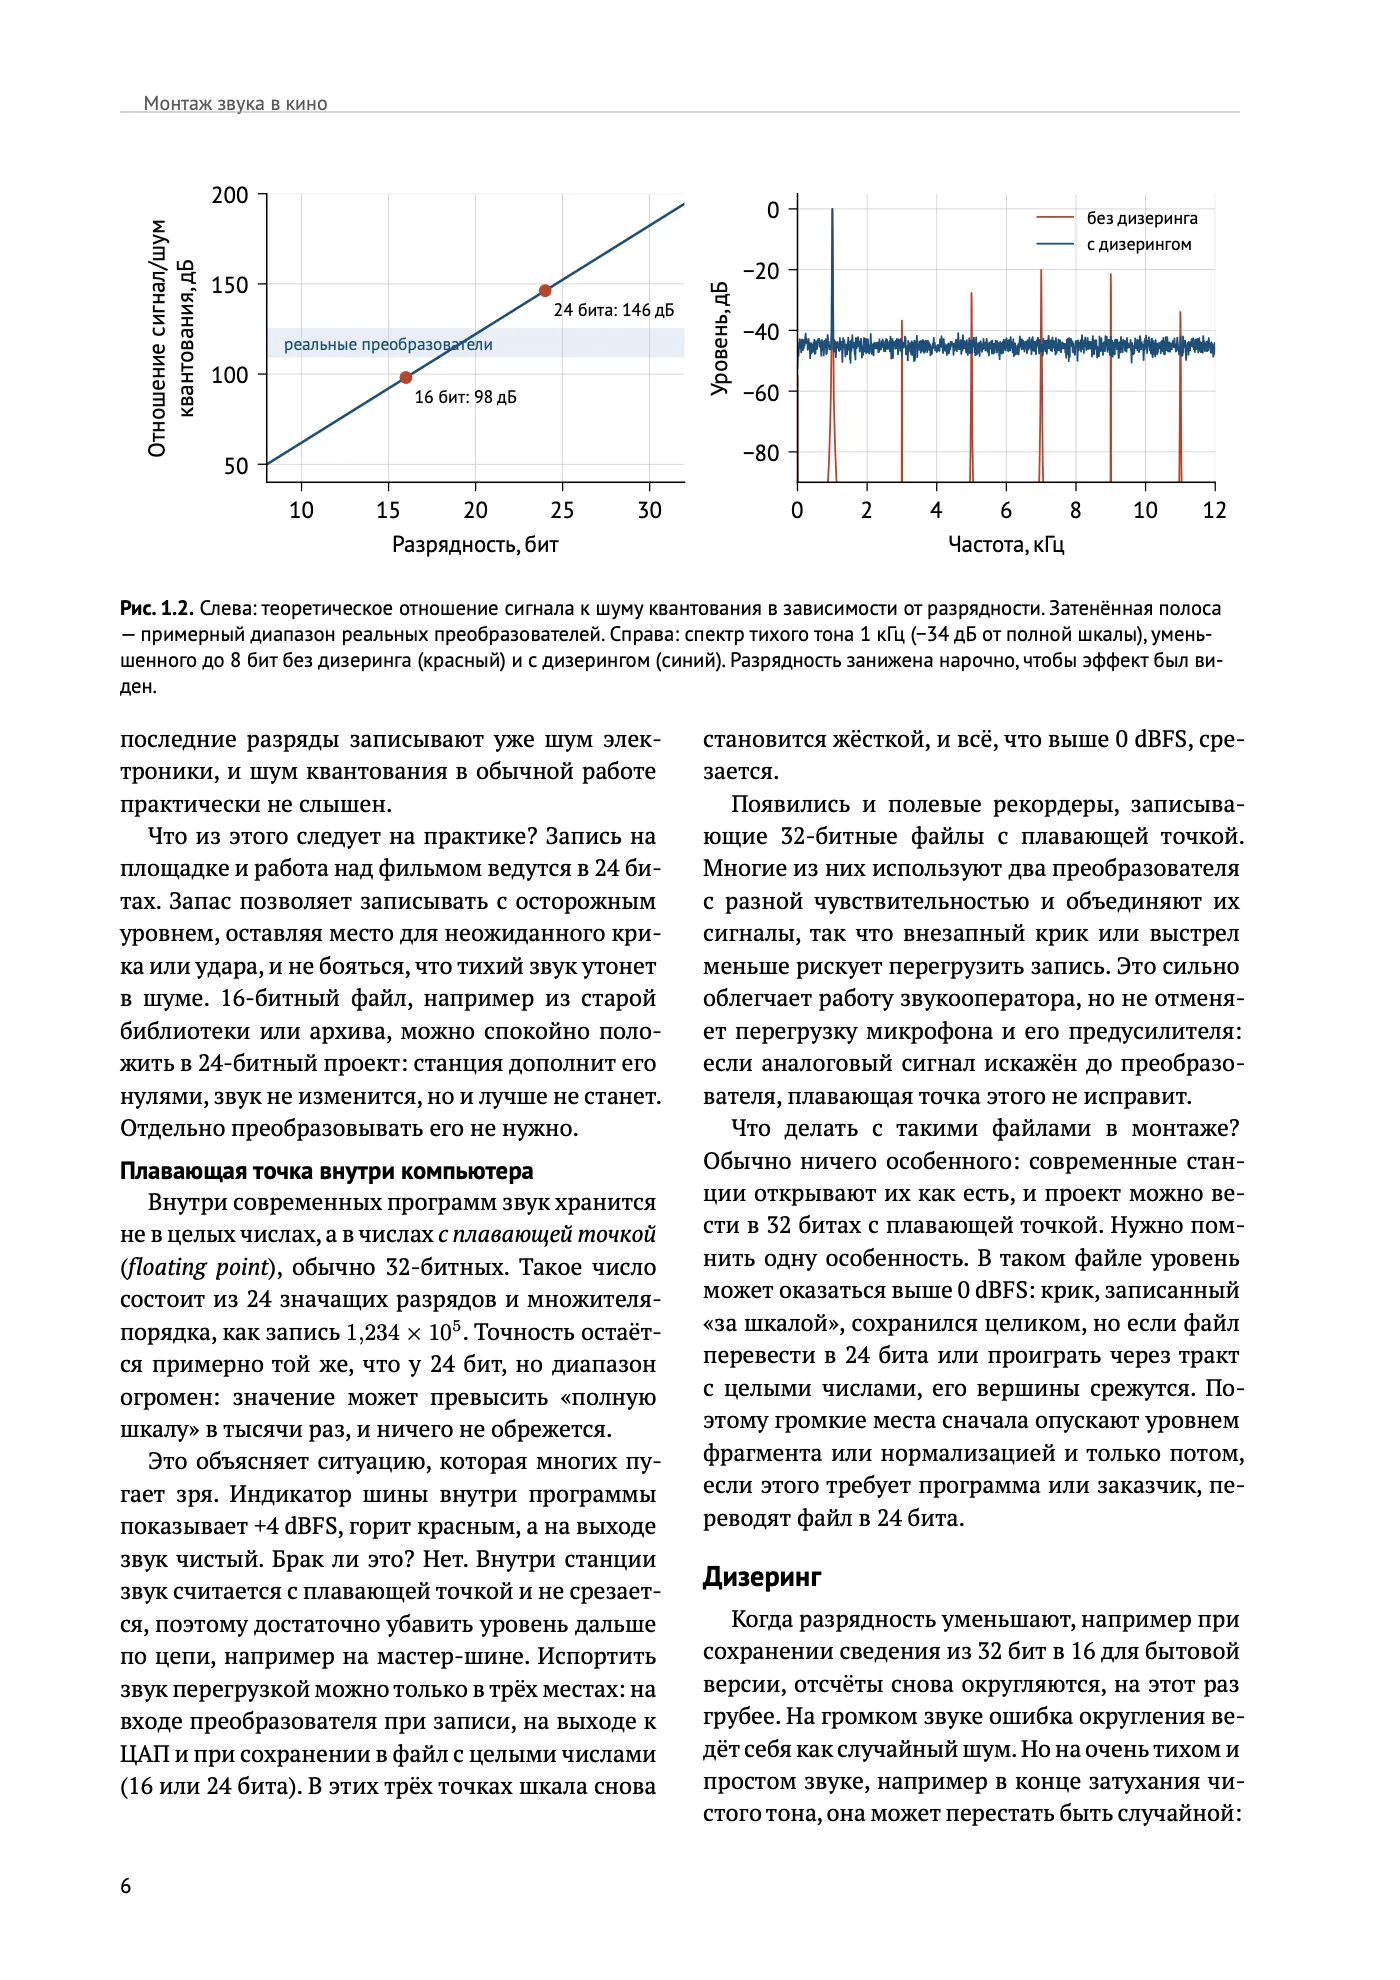 Монтаж звука в кино
200
150
100
50
Отношение сигнал/шум
квантования, дБ
24 бита: 146 дБ
реальные преобразователи
16 бит: 98 дБ
10 15 20 25 30
Разрядность, бит
0
−20
−40
−60
−80
Уровень, дБ
без дизеринга
с дизерингом
0 2 4 6 8 10 12
Частота, кГц
Рис. 1.2. Слева: теоретическое отношение сигнала к шуму квантования в зависимости от разрядности. Затенённая полоса
— примерный диапазон реальных преобразователей. Справа: спектр тихого тона 1 кГц (−34 дБ от полной шкалы), умень-
шенного до 8 бит без дизеринга (красный) и с дизерингом (синий). Разрядность занижена нарочно, чтобы эффект был ви-
ден.
последние разряды записывают уже шум элек-
троники, и шум квантования в обычной работе
практически не слышен.
Что из этого следует на практике? Запись на
площадке и работа над фильмом ведутся в 24 би-
тах. Запас позволяет записывать с осторожным
уровнем, оставляя место для неожиданного кри-
ка или удара, и не бояться, что тихий звук утонет
в шуме. 16-битный файл, например из старой
библиотеки или архива, можно спокойно поло-
жить в 24-битный проект: станция дополнит его
нулями, звук не изменится, но и лучше не станет.
Отдельно преобразовывать его не нужно.
Плавающая точка внутри компьютера
Внутри современных программ звук хранится
не в целых числах, а в числах с плавающей точкой
(floating point), обычно 32-битных. Такое число
состоит из 24 значащих разрядов и множителя-
порядка, как запись 1,234 × 10⁵. Точность остаёт-
ся примерно той же, что у 24 бит, но диапазон
огромен: значение может превысить «полную
шкалу» в тысячи раз, и ничего не обрежется.
Это объясняет ситуацию, которая многих пу-
гает зря. Индикатор шины внутри программы
показывает +4 dBFS, горит красным, а на выходе
звук чистый. Брак ли это? Нет. Внутри станции
звук считается с плавающей точкой и не срезает-
ся, поэтому достаточно убавить уровень дальше
по цепи, например на мастер-шине. Испортить
звук перегрузкой можно только в трёх местах: на
входе преобразователя при записи, на выходе к
ЦАП и при сохранении в файл с целыми числами
(16 или 24 бита). В этих трёх точках шкала снова
становится жёсткой, и всё, что выше 0 dBFS, сре-
зается.
Появились и полевые рекордеры, записыва-
ющие 32-битные файлы с плавающей точкой.
Многие из них используют два преобразователя
с разной чувствительностью и объединяют их
сигналы, так что внезапный крик или выстрел
меньше рискует перегрузить запись. Это сильно
облегчает работу звукооператора, но не отменя-
ет перегрузку микрофона и его предусилителя:
если аналоговый сигнал искажён до преобразо-
вателя, плавающая точка этого не исправит.
Что делать с такими файлами в монтаже?
Обычно ничего особенного: современные стан-
ции открывают их как есть, и проект можно ве-
сти в 32 битах с плавающей точкой. Нужно пом-
нить одну особенность. В таком файле уровень
может оказаться выше 0 dBFS: крик, записанный
«за шкалой», сохранился целиком, но если файл
перевести в 24 бита или проиграть через тракт
с целыми числами, его вершины срежутся. По-
этому громкие места сначала опускают уровнем
фрагмента или нормализацией и только потом,
если этого требует программа или заказчик, пе-
реводят файл в 24 бита.
Дизеринг
Когда разрядность уменьшают, например при
сохранении сведения из 32 бит в 16 для бытовой
версии, отсчёты снова округляются, на этот раз
грубее. На громком звуке ошибка округления ве-
дёт себя как случайный шум. Но на очень тихом и
простом звуке, например в конце затухания чи-
стого тона, она может перестать быть случайной:
6